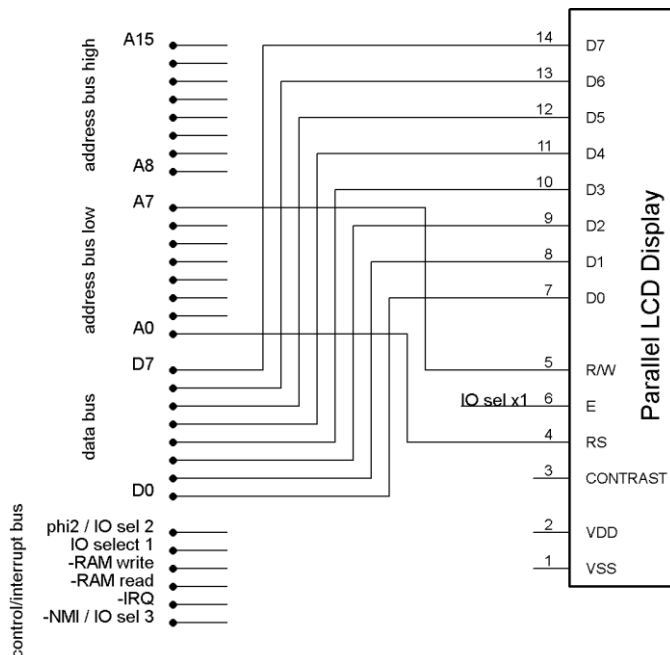 A15
address bus high
A8
A7
address bus low
A0
D7
data bus
D0
control/interrupt bus
phi2 / IO sel 2
IO select 1
-RAM write
-RAM read
-IRQ
-NMI / IO sel 3
14 D7
13 D6
12 D5
11 D4
10 D3
9 D2
8 D1
7 D0
5 R/W
IO sel x1 6 E
4 RS
3 CONTRAST
2 VDD
1 VSS
Parallel LCD Display